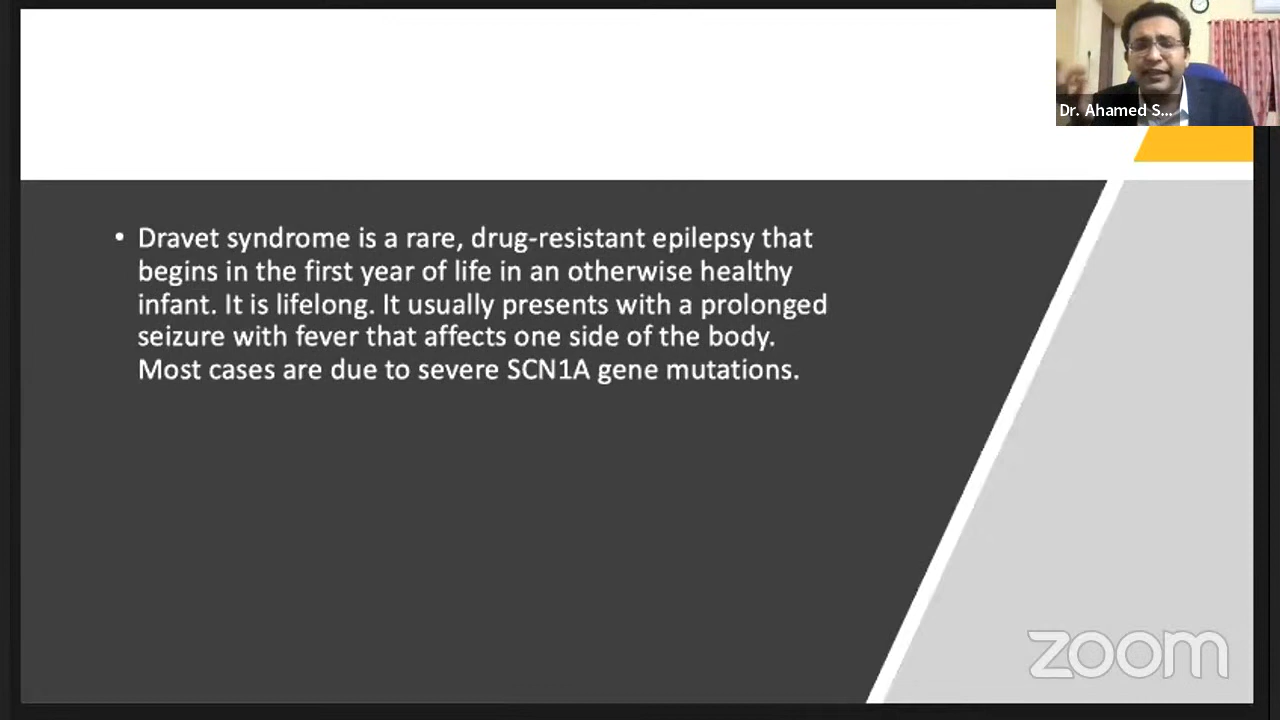 Dr. Ahamed S...
• Dravet syndrome is a rare, drug-resistant epilepsy that
begins in the first year of life in an otherwise healthy
infant. It is lifelong. It usually presents with a prolonged
seizure with fever that affects one side of the body.
Most cases are due to severe SCN1A gene mutations.
zoom